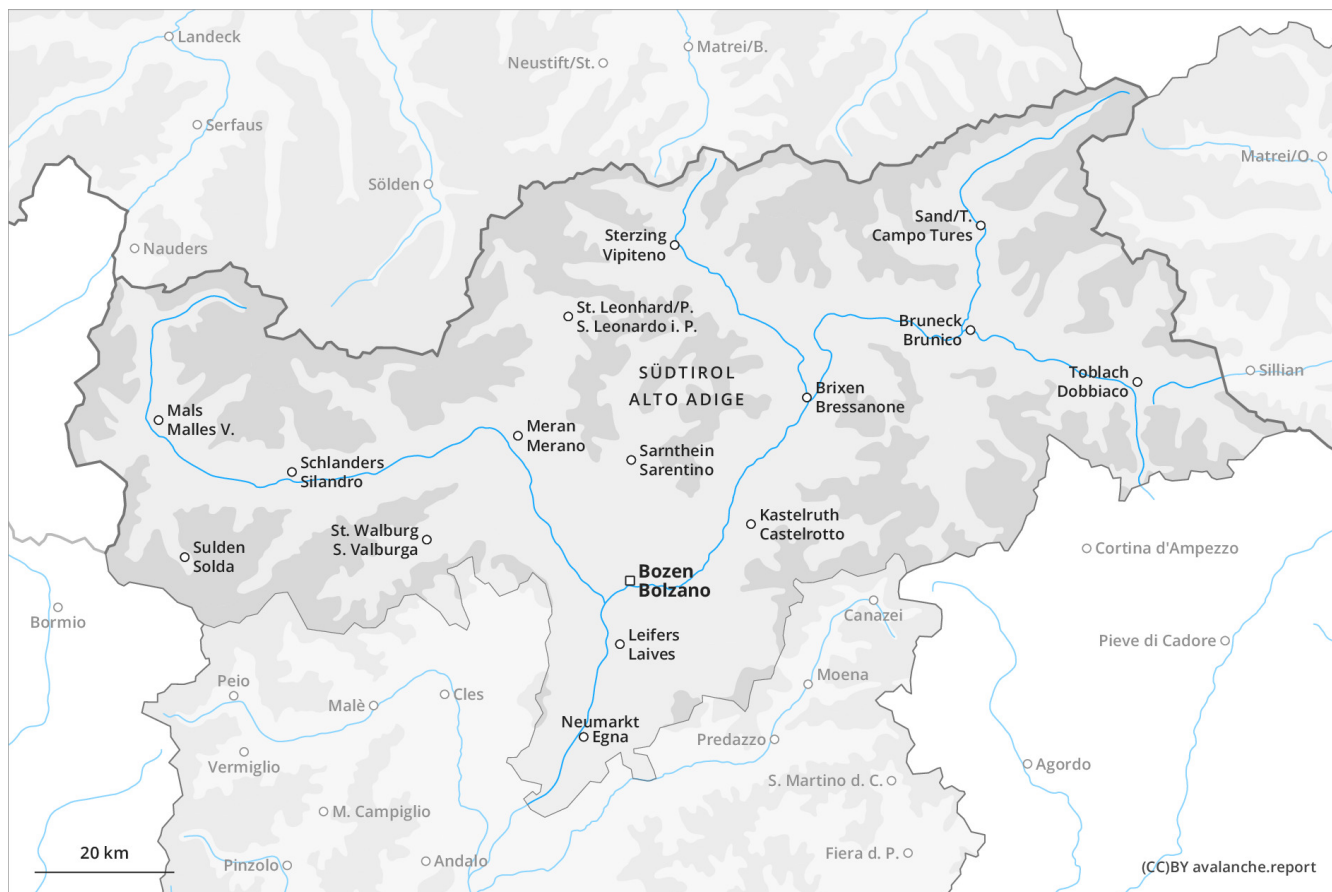 Landeck
Neustift/St.
Matrei/B.
Serfaus
Matrei/O.
Sölden
Nauders
Sterzing
Vipiteno
Sand/T.
Campo Tures
St. Leonhard/P.
S. Leonardo i. P.
Bruneck
Brunico
SÜDTIROL
ALTO ADIGE
Toblach
Dobbiaco
Sillian
Brixen
Bressanone
Mals
Malles V.
Meran
Merano
Schlanders
Silandro
Sarnthein
Sarentino
St. Walburg
S. Valburga
Kastelruth
Castelrotto
Sulden
Solda
Cortina d'Ampezzo
Bozen
Bolzano
Bormio
Canazei
Leifers
Laives
Pieve di Cadore
Peio
Malè
Cles
Moena
Neumarkt
Egna
Predazzo
Vermiglio
Agordo
S. Martino d. C.
M. Campiglio
20 km
Pinzolo
Andalo
Fiera d. P.
(CC)BY avalanche.report